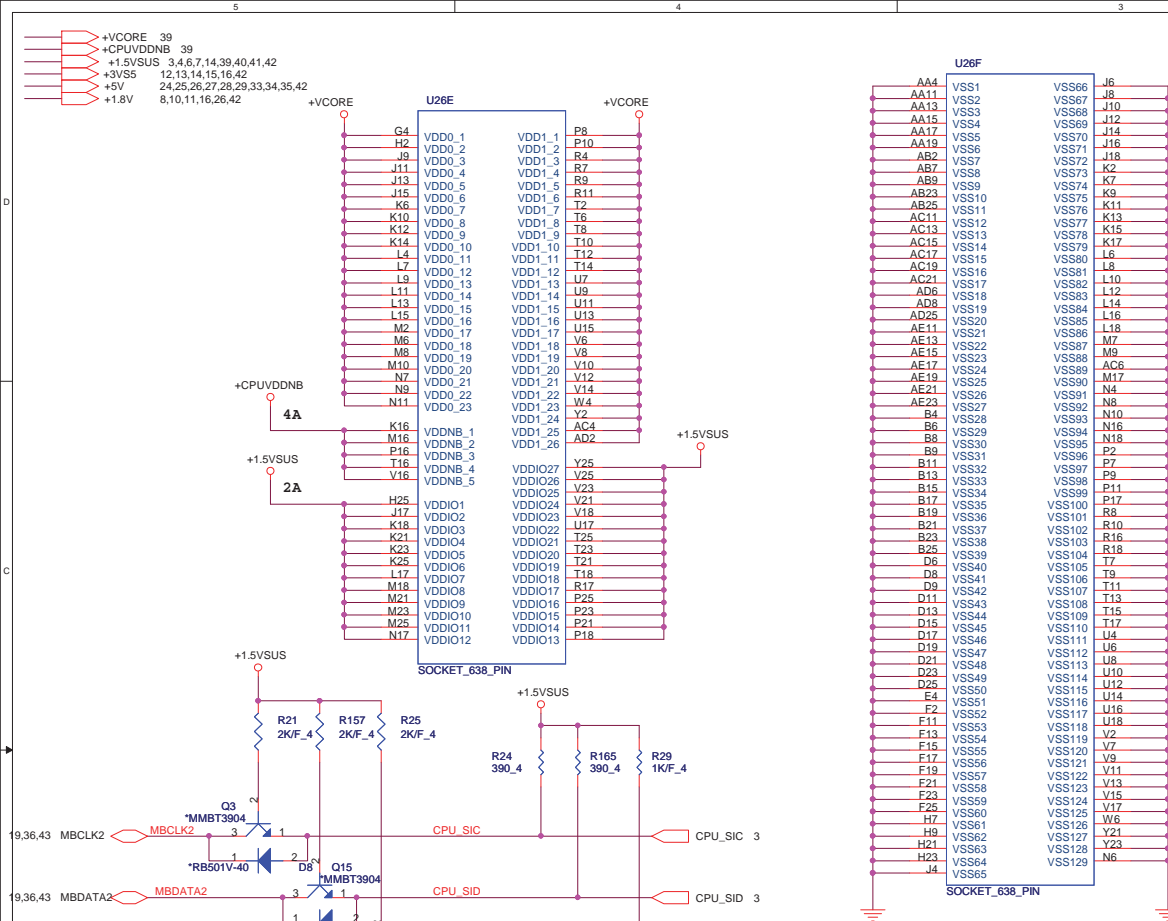 5 4 3
+VCORE 39
+CPUVDDNB 39
+1.5VSUS 3,4,6,7,14,39,40,41,42
+3VS5 12,13,14,15,16,42
+5V 24,25,26,27,28,29,33,34,35,42
+1.8V 8,10,11,16,26,42
D
C
+VCORE U26E +VCORE
G4 VDD0_1 VDD1_1 P8
H2 VDD0_2 VDD1_2 P10
J9 VDD0_3 VDD1_3 R4
J11 VDD0_4 VDD1_4 R7
J13 VDD0_5 VDD1_5 R9
J15 VDD0_6 VDD1_6 R11
K6 VDD0_7 VDD1_7 T2
K10 VDD0_8 VDD1_8 T6
K12 VDD0_9 VDD1_9 T8
K14 VDD0_10 VDD1_10 T10
L4 VDD0_11 VDD1_11 T12
L7 VDD0_12 VDD1_12 T14
L9 VDD0_13 VDD1_13 U7
L11 VDD0_14 VDD1_14 U9
L13 VDD0_15 VDD1_15 U11
L15 VDD0_16 VDD1_16 U13
M2 VDD0_17 VDD1_17 U15
M6 VDD0_18 VDD1_18 V6
M8 VDD0_19 VDD1_19 V8
M10 VDD0_20 VDD1_20 V10
N7 VDD0_21 VDD1_21 V12
N9 VDD0_22 VDD1_22 V14
N11 VDD0_23 VDD1_23 W4
VDD1_24 Y2
VDD1_25 AC4
VDD1_26 AD2
+CPUVDDNB
4A
K16 VDDNB_1
M16 VDDNB_2
P16 VDDNB_3
T16 VDDNB_4
V16 VDDNB_5
+1.5VSUS
2A
H25 VDDIO1
J17 VDDIO2
K18 VDDIO3
K21 VDDIO4
K23 VDDIO5
K25 VDDIO6
L17 VDDIO7
M18 VDDIO8
M21 VDDIO9
M23 VDDIO10
M25 VDDIO11
N17 VDDIO12
+1.5VSUS
VDDIO27 Y25
VDDIO26 V25
VDDIO25 V23
VDDIO24 V21
VDDIO23 V18
VDDIO22 U17
VDDIO21 T25
VDDIO20 T23
VDDIO19 T21
VDDIO18 T18
VDDIO17 R17
VDDIO16 P25
VDDIO15 P23
VDDIO14 P21
VDDIO13 P18
SOCKET_638_PIN
U26F
AA4 VSS1 VSS66 J6
AA11 VSS2 VSS67 J8
AA13 VSS3 VSS68 J10
AA15 VSS4 VSS69 J12
AA17 VSS5 VSS70 J14
AA19 VSS6 VSS71 J16
AB2 VSS7 VSS72 J18
AB7 VSS8 VSS73 K2
AB9 VSS9 VSS74 K7
AB23 VSS10 VSS75 K9
AB25 VSS11 VSS76 K11
AC11 VSS12 VSS77 K13
AC13 VSS13 VSS78 K15
AC15 VSS14 VSS79 K17
AC17 VSS15 VSS80 L6
AC19 VSS16 VSS81 L8
AC21 VSS17 VSS82 L10
AD6 VSS18 VSS83 L12
AD8 VSS19 VSS84 L14
AD25 VSS20 VSS85 L16
AE11 VSS21 VSS86 L18
AE13 VSS22 VSS87 M7
AE15 VSS23 VSS88 M9
AE17 VSS24 VSS89 AC6
AE19 VSS25 VSS90 M17
AE21 VSS26 VSS91 N4
AE23 VSS27 VSS92 N8
B4 VSS28 VSS93 N10
B6 VSS29 VSS94 N16
B8 VSS30 VSS95 N18
B9 VSS31 VSS96 P2
B11 VSS32 VSS97 P7
B13 VSS33 VSS98 P9
B15 VSS34 VSS99 P11
B17 VSS35 VSS100 P17
B19 VSS36 VSS101 R8
B21 VSS37 VSS102 R10
B23 VSS38 VSS103 R16
B25 VSS39 VSS104 R18
D6 VSS40 VSS105 T7
D8 VSS41 VSS106 T9
D9 VSS42 VSS107 T11
D11 VSS43 VSS108 T13
D13 VSS44 VSS109 T15
D15 VSS45 VSS110 T17
D17 VSS46 VSS111 U4
D19 VSS47 VSS112 U6
D21 VSS48 VSS113 U8
D23 VSS49 VSS114 U10
D25 VSS50 VSS115 U12
E4 VSS51 VSS116 U14
F2 VSS52 VSS117 U16
F11 VSS53 VSS118 U18
F13 VSS54 VSS119 V2
F15 VSS55 VSS120 V7
F17 VSS56 VSS121 V9
F19 VSS57 VSS122 V11
F21 VSS58 VSS123 V13
F23 VSS59 VSS124 V15
F25 VSS60 VSS125 V17
H7 VSS61 VSS126 W6
H9 VSS62 VSS127 Y21
H21 VSS63 VSS128 Y23
H23 VSS64 VSS129 N6
J4 VSS65
SOCKET_638_PIN
+1.5VSUS
R21 R157 R25
2K/F_4 2K/F_4 2K/F_4
+1.5VSUS
R24 R165 R29
390_4 390_4 1K/F_4
Q3 2
*MMBT3904
19,36,43 MBCLK2 MBCLK2 3 1 CPU_SIC CPU_SIC 3
1 2
*RB501V-40 D8 2 Q15
*MMBT3904
19,36,43 MBDATA2 MBDATA2 3 1 CPU_SID CPU_SID 3
1 2